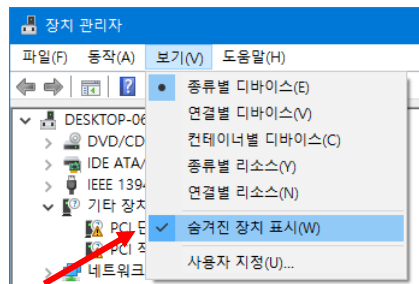 장치 관리자
파일(F) 동작(A) 보기(V) 도움말(H)
종류별 디바이스(E)
연결별 디바이스(V)
컨테이너별 디바이스(C)
종류별 리소스(Y)
연결별 리소스(N)
숨겨진 장치 표시(W)
사용자 지정(U)...
DESKTOP-06
DVD/CD
IDE ATA/
IEEE 1394
기타 장치
PCI
PCI
네트워크